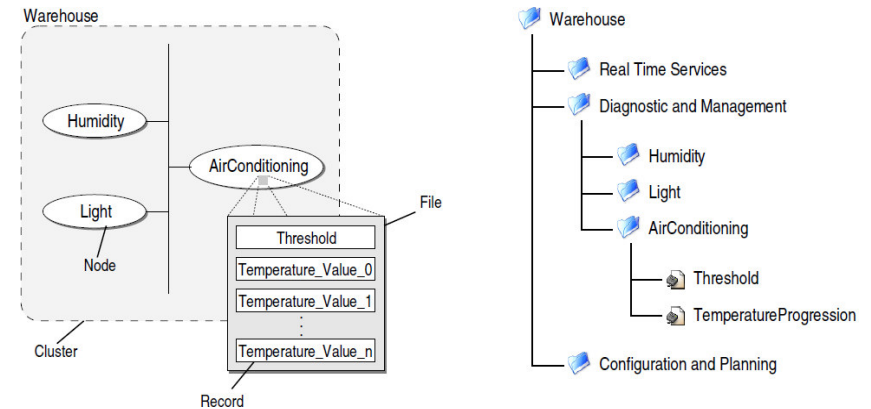 Warehouse
Humidity
AirConditioning
Light
Node
File
Threshold
Temperature_Value_0
Temperature_Value_1
Temperature_Value_n
Cluster
Record
Warehouse
Real Time Services
Diagnostic and Management
Humidity
Light
AirConditioning
Threshold
TemperatureProgression
Configuration and Planning